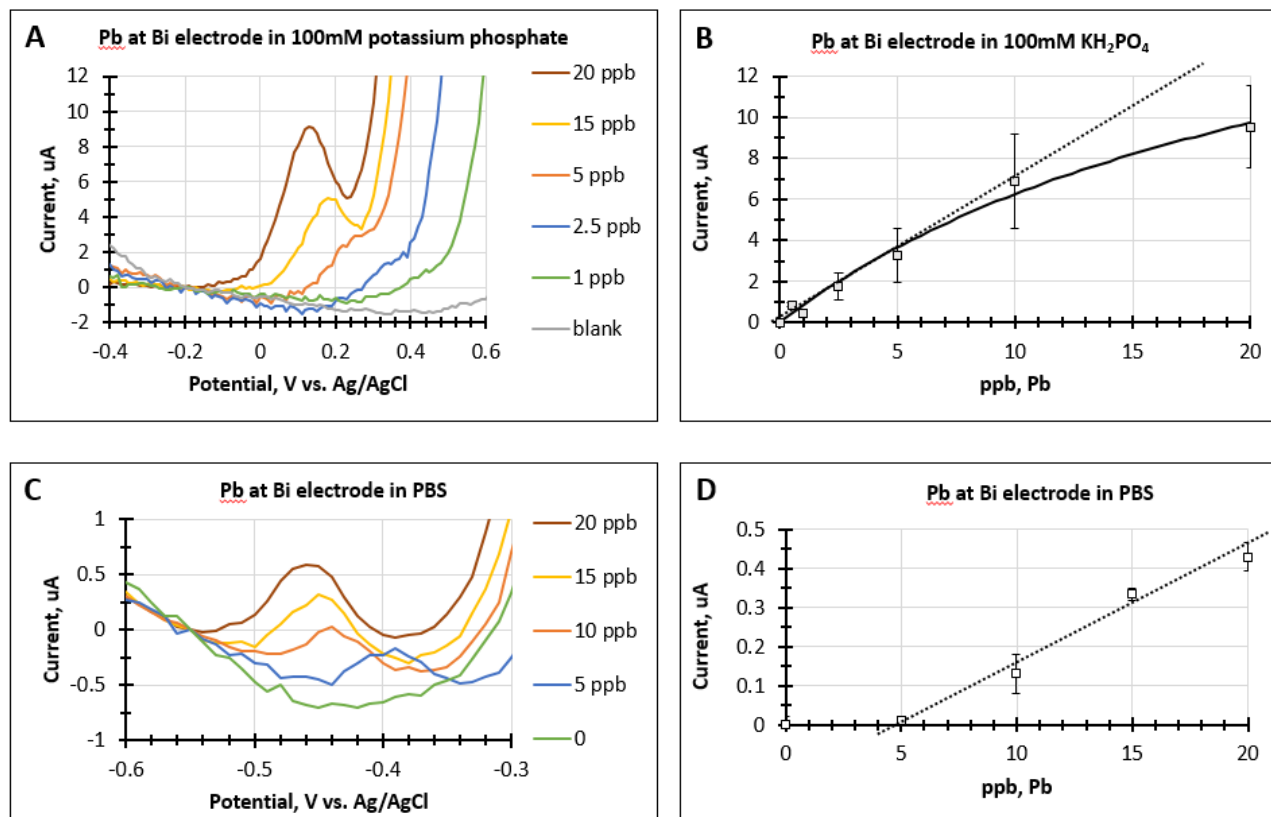 A
Pb at Bi electrode in 100mM potassium phosphate
12
10
8
6
4
2
0
-2
-0.4
-0.2
0
0.2
0.4
0.6
Current, uA
Potential, V vs. Ag/AgCl
20 ppb
15 ppb
5 ppb
2.5 ppb
1 ppb
blank
B
Pb at Bi electrode in 100mM KH₂PO₄
12
10
8
6
4
2
0
0
5
10
15
20
Current, uA
ppb, Pb
C
Pb at Bi electrode in PBS
1
0.5
0
-0.5
-1
-0.6
-0.5
-0.4
-0.3
Current, uA
Potential, V vs. Ag/AgCl
20 ppb
15 ppb
10 ppb
5 ppb
0
D
Pb at Bi electrode in PBS
0.5
0.4
0.3
0.2
0.1
0
0
5
10
15
20
Current, uA
ppb, Pb